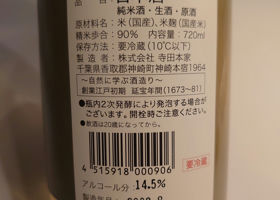 純米酒・生酒・原酒
原材料名：米（国産）、米麹（国産米）
精米歩合：90％　内容量：720ml
保存方法：要冷蔵（10℃以下）
製造者：株式会社 寺田本家
千葉県香取郡神崎町神崎本宿1964
～自然に学ぶ酒造り～
創業江戸初期　延宝年間（1673～81）
●瓶内2次発酵により発泡する場合が
ございます。開栓時ご注意ください。
●飲酒は20歳になってから。
4 515918 000906
要冷蔵
アルコール分 14.5％